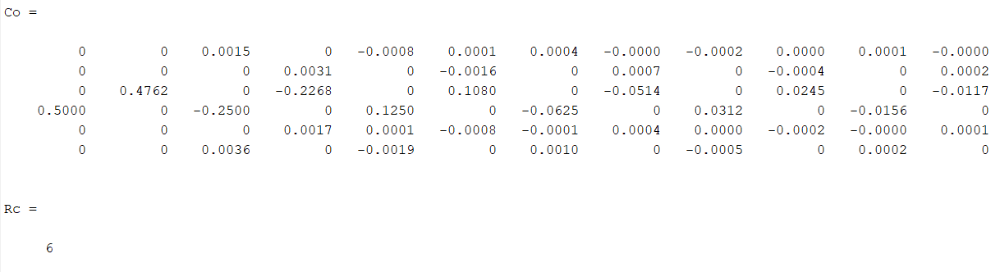 Co =
0 0 0.0015 0 -0.0008 0.0001 0.0004 -0.0000 -0.0002 0.0000 0.0001 -0.0000
0 0 0 0.0031 0 -0.0016 0 0.0007 0 -0.0004 0 0.0002
0 0.4762 0 -0.2268 0 0.1080 0 -0.0514 0 0.0245 0 -0.0117
0.5000 0 -0.2500 0 0.1250 0 -0.0625 0 0.0312 0 -0.0156 0
0 0 0 0.0017 0.0001 -0.0008 -0.0001 0.0004 0.0000 -0.0002 -0.0000 0.0001
0 0 0.0036 0 -0.0019 0 0.0010 0 -0.0005 0 0.0002 0
Rc =
6